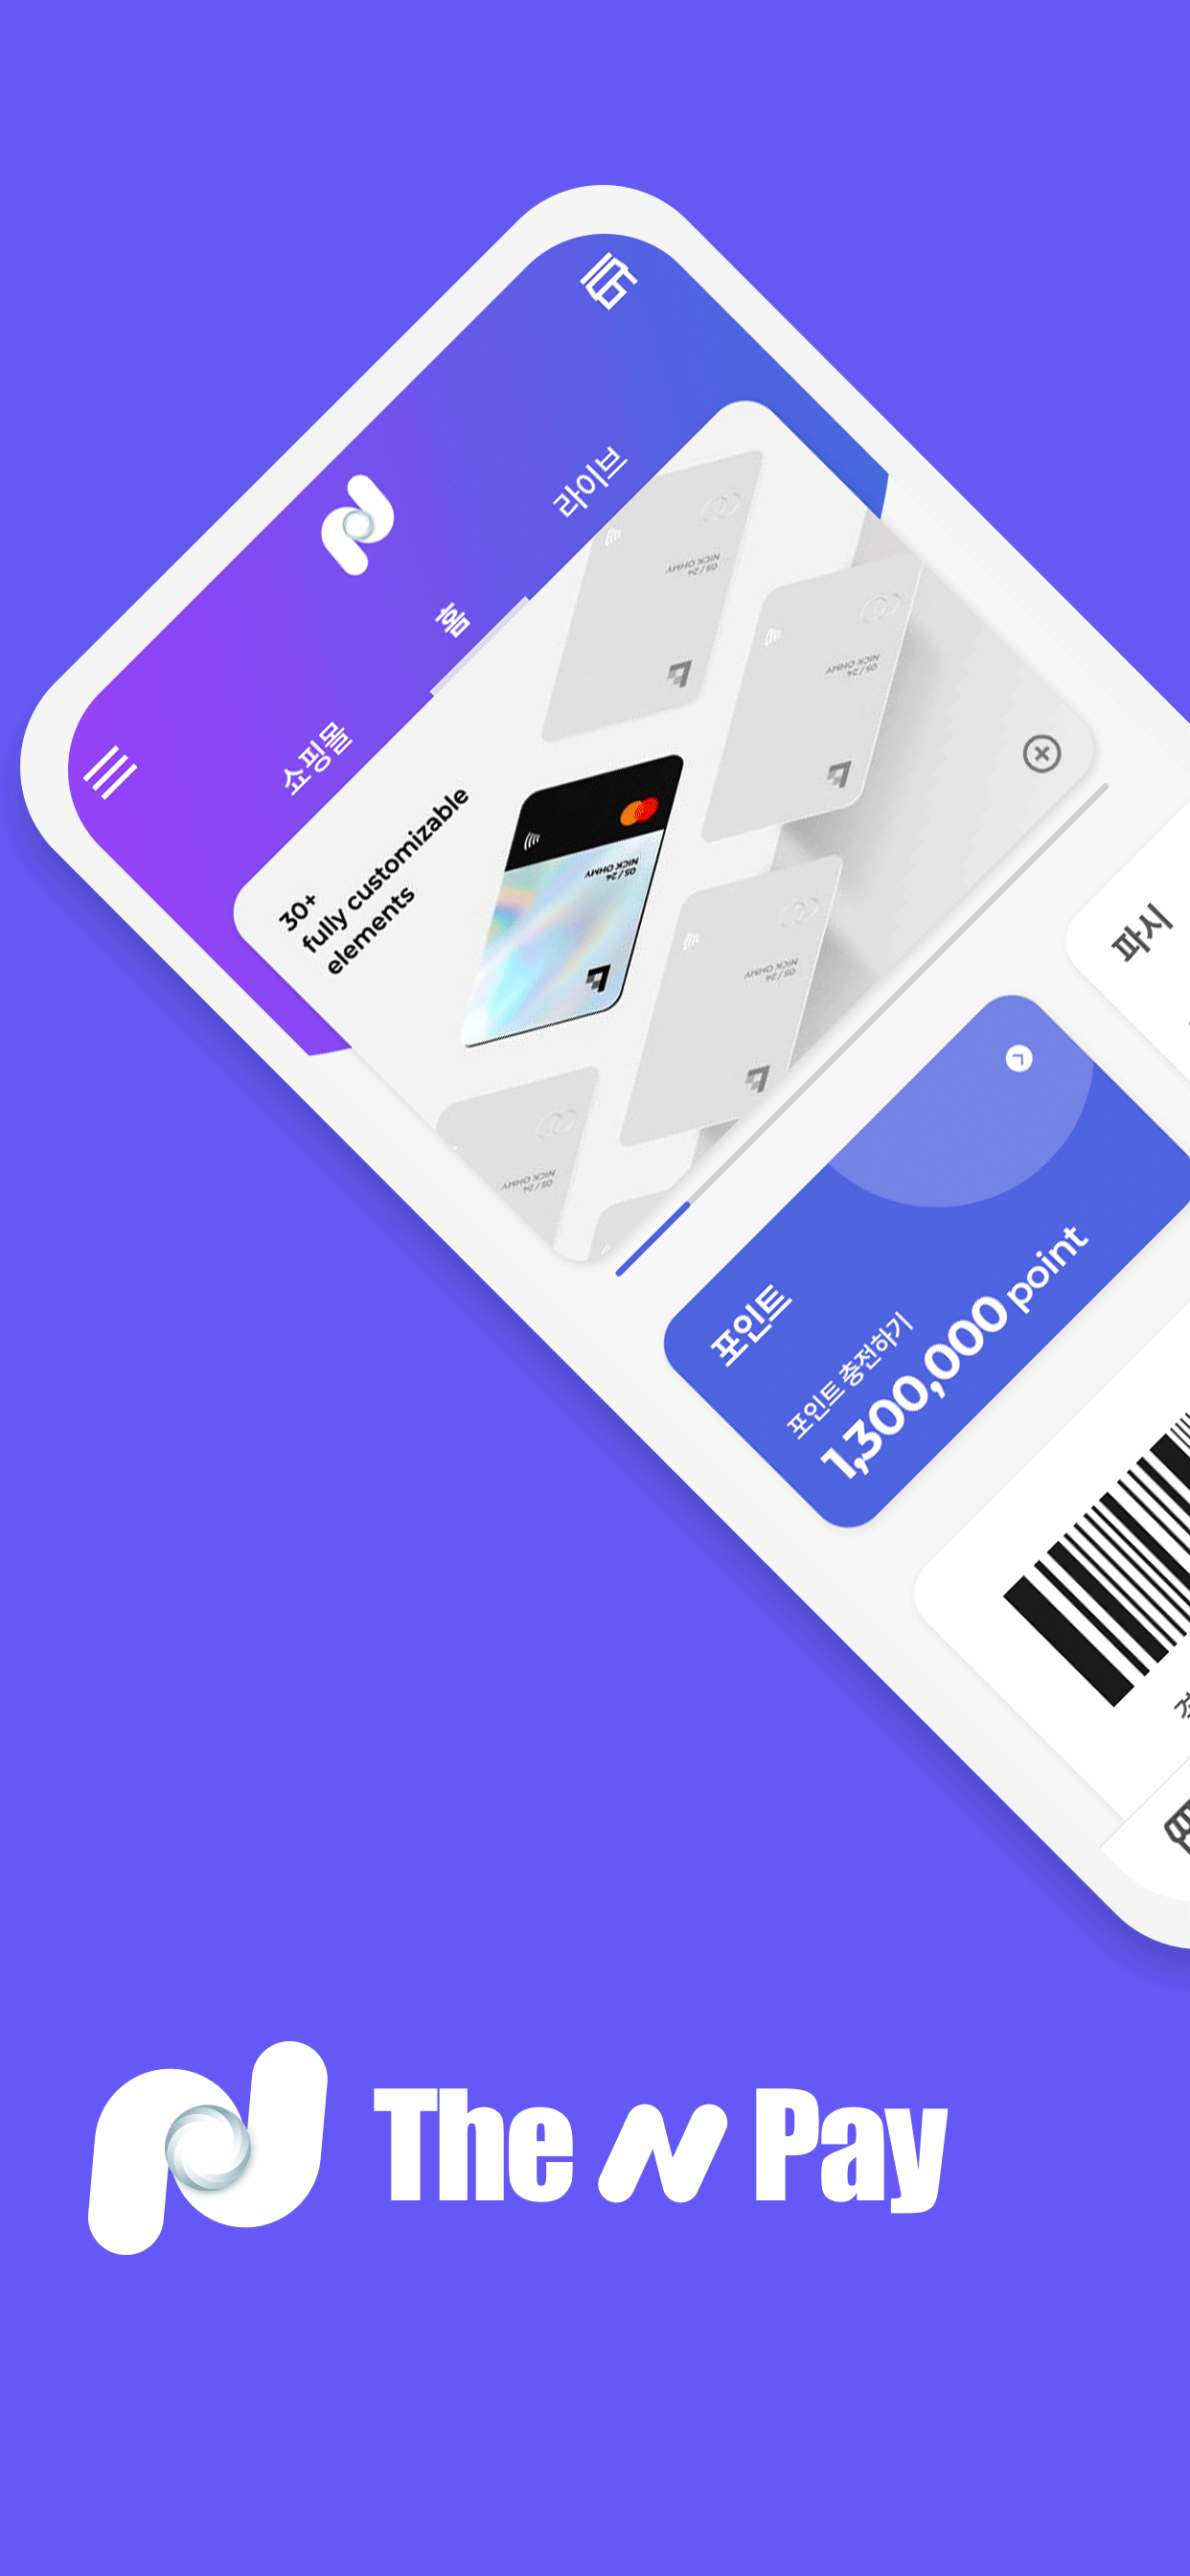 쇼핑몰
홈
라이브
30+
fully customizable
elements
NICK OHMY
05/24
NICK OHMY
05/24
NICK OHMY
05/24
NICK OHMY
05/24
NICK OHMY
05/24
포인트
포인트 충전하기
1,300,000 point
파시
The N Pay